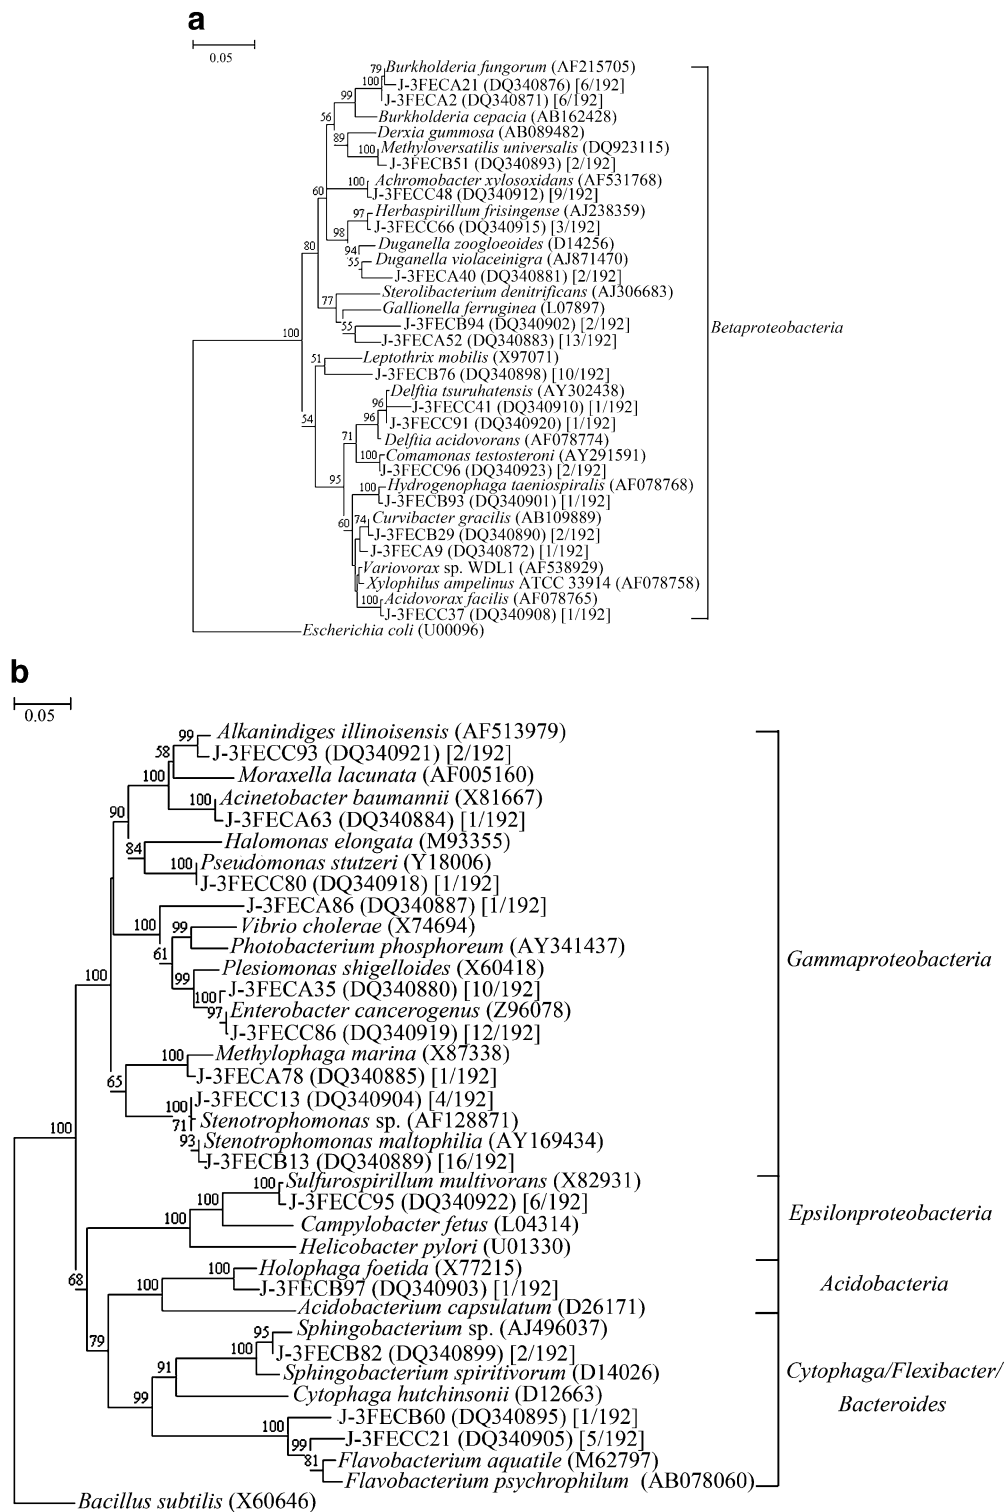 a
0.05
79 Burkholderia fungorum (AF215705)
100 J-3FECA21 (DQ340876) [6/192]
99 J-3FECA2 (DQ340871) [6/192]
56 Burkholderia cepacia (AB162428)
Derxia gummosa (AB089482)
89 Methyloversatilis universalis (DQ923115)
100 J-3FECB51 (DQ340893) [2/192]
100 Achromobacter xylosoxidans (AF531768)
60 J-3FECC48 (DQ340912) [9/192]
97 Herbaspirillum frisingense (AJ238359)
98 J-3FECC66 (DQ340915) [3/192]
80 94 Duganella zoogloeoides (D14256)
55 Duganella violaceinigra (AJ871470)
J-3FECA40 (DQ340881) [2/192]
77 Sterolibacterium denitrificans (AJ306683)
Gallionella ferruginea (L07897)
55 J-3FECB94 (DQ340902) [2/192]
Betaproteobacteria
100 J-3FECA52 (DQ340883) [13/192]
51 Leptothrix mobilis (X97071)
J-3FECB76 (DQ340898) [10/192]
Delftia tsuruhatensis (AY302438)
96 J-3FECC41 (DQ340910) [1/192]
54 96 J-3FECC91 (DQ340920) [1/192]
71 Delftia acidovorans (AF078774)
100 Comamonas testosteroni (AY291591)
J-3FECC96 (DQ340923) [2/192]
95 100 Hydrogenophaga taeniospiralis (AF078768)
J-3FECB93 (DQ340901) [1/192]
60 74 Curvibacter gracilis (AB109889)
J-3FECB29 (DQ340890) [2/192]
J-3FECA9 (DQ340872) [1/192]
Variovorax sp. WDL1 (AF538929)
Xylophilus ampelinus ATCC 33914 (AF078758)
100 Acidovorax facilis (AF078765)
J-3FECC37 (DQ340908) [1/192]
Escherichia coli (U00096)
b
0.05
99 Alkanindiges illinoisensis (AF513979)
58 J-3FECC93 (DQ340921) [2/192]
100 Moraxella lacunata (AF005160)
100 Acinetobacter baumannii (X81667)
90 J-3FECA63 (DQ340884) [1/192]
84 Halomonas elongata (M93355)
100 Pseudomonas stutzeri (Y18006)
J-3FECC80 (DQ340918) [1/192]
J-3FECA86 (DQ340887) [1/192]
100 99 Vibrio cholerae (X74694)
61 Photobacterium phosphoreum (AY341437)
Gammaproteobacteria
100 99 Plesiomonas shigelloides (X60418)
100 J-3FECA35 (DQ340880) [10/192]
97 Enterobacter cancerogenus (Z96078)
J-3FECC86 (DQ340919) [12/192]
100 Methylophaga marina (X87338)
65 J-3FECA78 (DQ340885) [1/192]
100 J-3FECC13 (DQ340904) [4/192]
71 Stenotrophomonas sp. (AF128871)
100 93 Stenotrophomonas maltophilia (AY169434)
J-3FECB13 (DQ340889) [16/192]
100 Sulfurospirillum multivorans (X82931)
100 J-3FECC95 (DQ340922) [6/192]
Epsilonproteobacteria
100 Campylobacter fetus (L04314)
Helicobacter pylori (U01330)
100 Holophaga foetida (X77215)
68 100 J-3FECB97 (DQ340903) [1/192]
Acidobacteria
Acidobacterium capsulatum (D26171)
79 95 Sphingobacterium sp. (AJ496037)
100 J-3FECB82 (DQ340899) [2/192]
91 Sphingobacterium spiritivorum (D14026)
Cytophaga/Flexibacter/
Bacteroides
99 Cytophaga hutchinsonii (D12663)
100 J-3FECB60 (DQ340895) [1/192]
99 J-3FECC21 (DQ340905) [5/192]
81 Flavobacterium aquatile (M62797)
Flavobacterium psychrophilum (AB078060)
Bacillus subtilis (X60646)